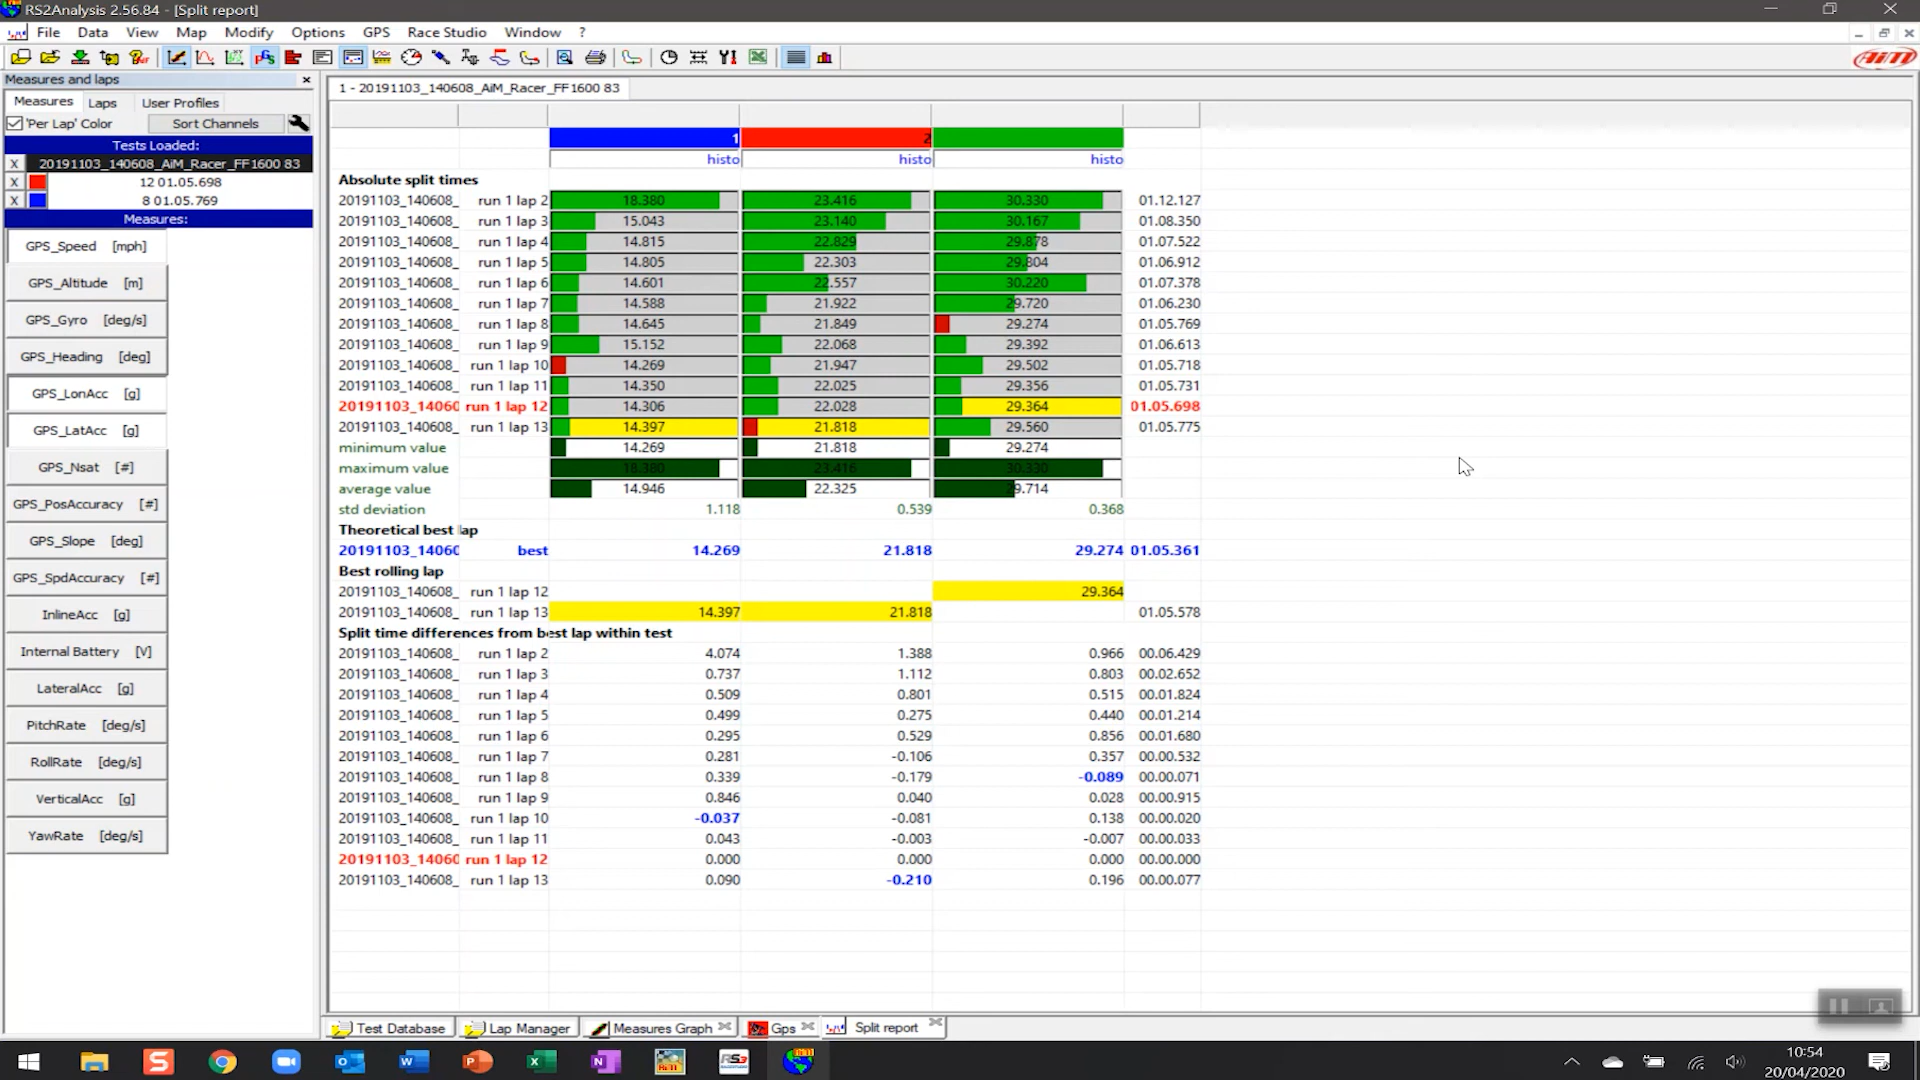 RS2Analysis 2.56.84 - [Split report]
File Data View Map Modify Options GPS Race Studio Window ?
Measures and laps
1 - 20191103_140608_AiM_Racer_FF1600 83
Measures Laps User Profiles
'Per Lap' Color Sort Channels
Tests Loaded:
X 20191103_140608_AiM_Racer_FF1600 83
X 12 01.05.698
X 8 01.05.769
Measures:
GPS_Speed [mph]
GPS_Altitude [m]
GPS_Gyro [deg/s]
GPS_Heading [deg]
GPS_LonAcc [g]
GPS_LatAcc [g]
GPS_Nsat [#]
GPS_PosAccuracy [#]
GPS_Slope [deg]
GPS_SpdAccuracy [#]
InlineAcc [g]
Internal Battery [V]
LateralAcc [g]
PitchRate [deg/s]
RollRate [deg/s]
VerticalAcc [g]
YawRate [deg/s]
1 2
histo histo histo
Absolute split times
20191103_140608_ run 1 lap 2 18.380 23.416 30.330 01.12.127
20191103_140608_ run 1 lap 3 15.043 23.140 30.167 01.08.350
20191103_140608_ run 1 lap 4 14.815 22.829 29.878 01.07.522
20191103_140608_ run 1 lap 5 14.805 22.303 29.804 01.06.912
20191103_140608_ run 1 lap 6 14.601 22.557 30.220 01.07.378
20191103_140608_ run 1 lap 7 14.588 21.922 29.720 01.06.230
20191103_140608_ run 1 lap 8 14.645 21.849 29.274 01.05.769
20191103_140608_ run 1 lap 9 15.152 22.068 29.392 01.06.613
20191103_140608_ run 1 lap 10 14.269 21.947 29.502 01.05.718
20191103_140608_ run 1 lap 11 14.350 22.025 29.356 01.05.731
20191103_14060 run 1 lap 12 14.306 22.028 29.364 01.05.698
20191103_140608_ run 1 lap 13 14.397 21.818 29.560 01.05.775
minimum value 14.269 21.818 29.274
maximum value 18.380 23.416 30.330
average value 14.946 22.325 29.714
std deviation 1.118 0.539 0.368
Theoretical best lap
20191103_14060 best 14.269 21.818 29.274 01.05.361
Best rolling lap
20191103_140608_ run 1 lap 12 29.364
20191103_140608_ run 1 lap 13 14.397 21.818 01.05.578
Split time differences from best lap within test
20191103_140608_ run 1 lap 2 4.074 1.388 0.966 00.06.429
20191103_140608_ run 1 lap 3 0.737 1.112 0.803 00.02.652
20191103_140608_ run 1 lap 4 0.509 0.801 0.515 00.01.824
20191103_140608_ run 1 lap 5 0.499 0.275 0.440 00.01.214
20191103_140608_ run 1 lap 6 0.295 0.529 0.856 00.01.680
20191103_140608_ run 1 lap 7 0.281 -0.106 0.357 00.00.532
20191103_140608_ run 1 lap 8 0.339 -0.179 -0.089 00.00.071
20191103_140608_ run 1 lap 9 0.846 0.040 0.028 00.00.915
20191103_140608_ run 1 lap 10 -0.037 -0.081 0.138 00.00.020
20191103_140608_ run 1 lap 11 0.043 -0.003 -0.007 00.00.033
20191103_14060 run 1 lap 12 0.000 0.000 0.000 00.00.000
20191103_140608_ run 1 lap 13 0.090 -0.210 0.196 00.00.077
Test Database Lap Manager Measures Graph Gps Split report
10:54
20/04/2020